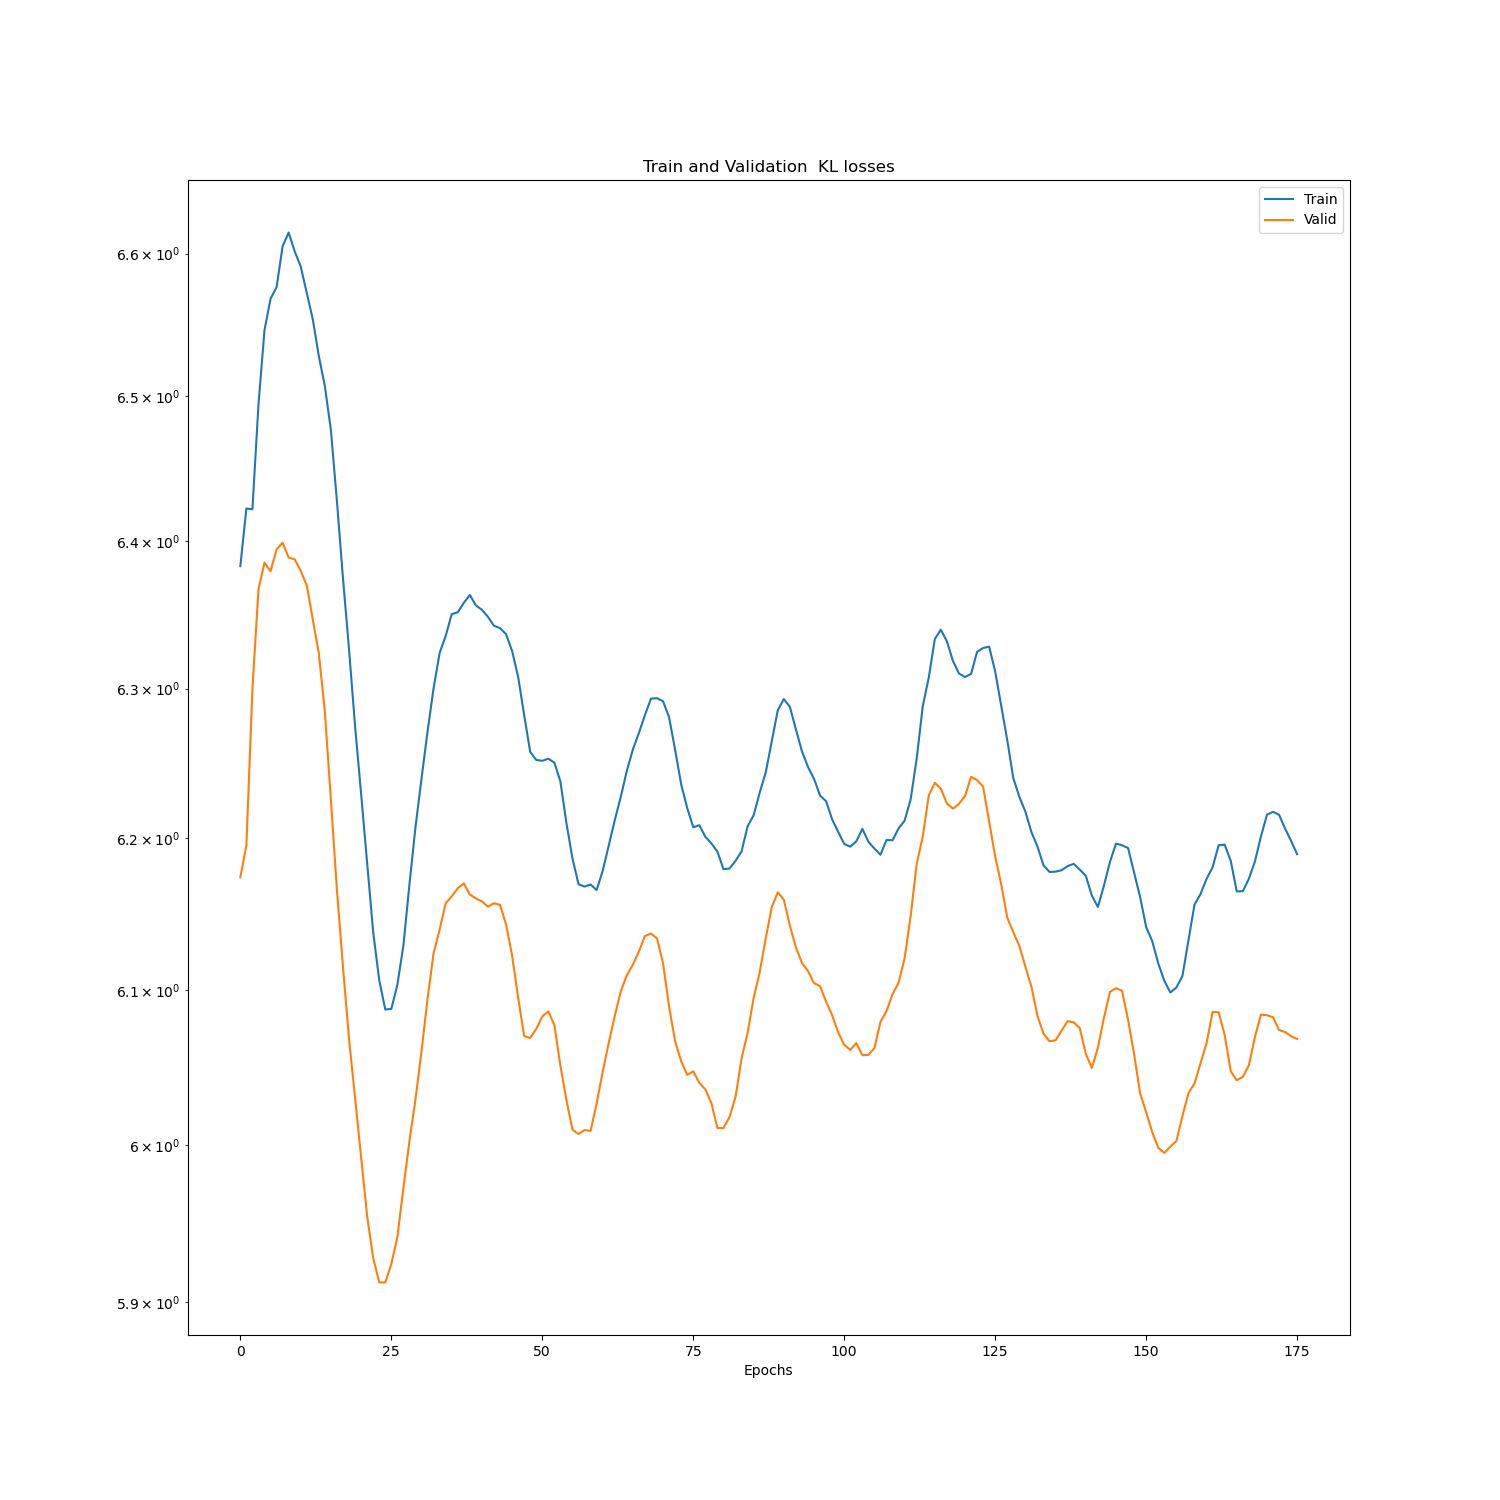 Train and Validation  KL losses
Train
Valid
6.6 × 10⁰
6.5 × 10⁰
6.4 × 10⁰
6.3 × 10⁰
6.2 × 10⁰
6.1 × 10⁰
6 × 10⁰
5.9 × 10⁰
0 25 50 75 100 125 150 175
Epochs